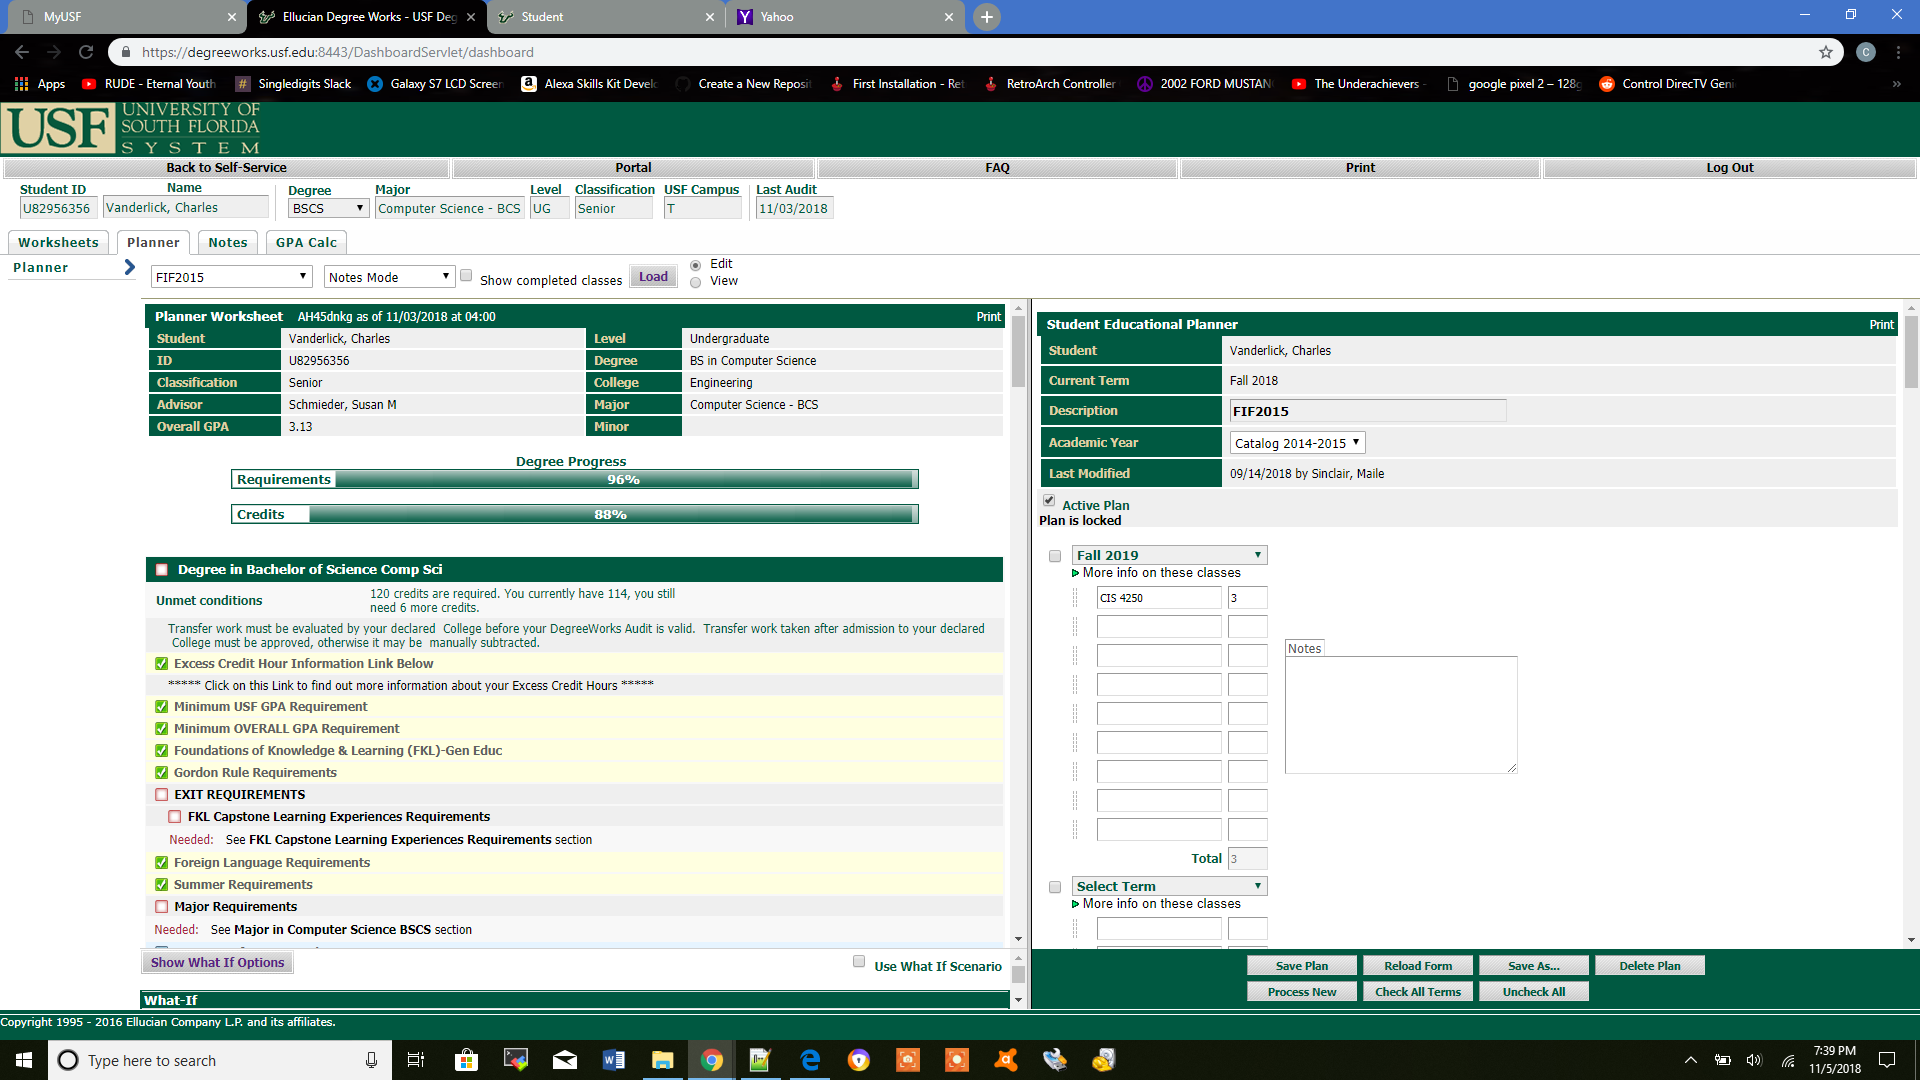 MyUSF
Ellucian Degree Works - USF Deg
Student
Yahoo
https://degreeworks.usf.edu:8443/DashboardServlet/dashboard
C
Apps
RUDE - Eternal Youth
Singledigits Slack
Galaxy S7 LCD Screen
Alexa Skills Kit Develo
Create a New Reposit
First Installation - Ret
RetroArch Controller
2002 FORD MUSTAN
The Underachievers -
google pixel 2 – 128g
Control DirecTV Geni
USF UNIVERSITY OF
SOUTH FLORIDA
SYSTEM
Back to Self-Service
Portal
FAQ
Print
Log Out
Student ID Name Degree Major Level Classification USF Campus Last Audit
U82956356 Vanderlick, Charles BSCS Computer Science - BCS UG Senior T 11/03/2018
Worksheets Planner Notes GPA Calc
Planner
FIF2015 Notes Mode Show completed classes Load Edit
View
Planner Worksheet AH45dnkg as of 11/03/2018 at 04:00 Print
Student Vanderlick, Charles Level Undergraduate
ID U82956356 Degree BS in Computer Science
Classification Senior College Engineering
Advisor Schmieder, Susan M Major Computer Science - BCS
Overall GPA 3.13 Minor
Degree Progress
Requirements 96%
Credits 88%
Degree in Bachelor of Science Comp Sci
Unmet conditions 120 credits are required. You currently have 114, you still
need 6 more credits.
Transfer work must be evaluated by your declared College before your DegreeWorks Audit is valid. Transfer work taken after admission to your declared
College must be approved, otherwise it may be manually subtracted.
Excess Credit Hour Information Link Below
***** Click on this Link to find out more information about your Excess Credit Hours *****
Minimum USF GPA Requirement
Minimum OVERALL GPA Requirement
Foundations of Knowledge & Learning (FKL)-Gen Educ
Gordon Rule Requirements
EXIT REQUIREMENTS
FKL Capstone Learning Experiences Requirements
Needed: See FKL Capstone Learning Experiences Requirements section
Foreign Language Requirements
Summer Requirements
Major Requirements
Needed: See Major in Computer Science BSCS section
Show What If Options
Use What If Scenario
What-If
Student Educational Planner Print
Student Vanderlick, Charles
Current Term Fall 2018
Description FIF2015
Academic Year Catalog 2014-2015
Last Modified 09/14/2018 by Sinclair, Maile
Active Plan
Plan is locked
Fall 2019
More info on these classes
CIS 4250 3
Notes
Total 3
Select Term
More info on these classes
Save Plan Reload Form Save As... Delete Plan
Process New Check All Terms Uncheck All
Copyright 1995 - 2016 Ellucian Company L.P. and its affiliates.
Type here to search
7:39 PM
11/5/2018